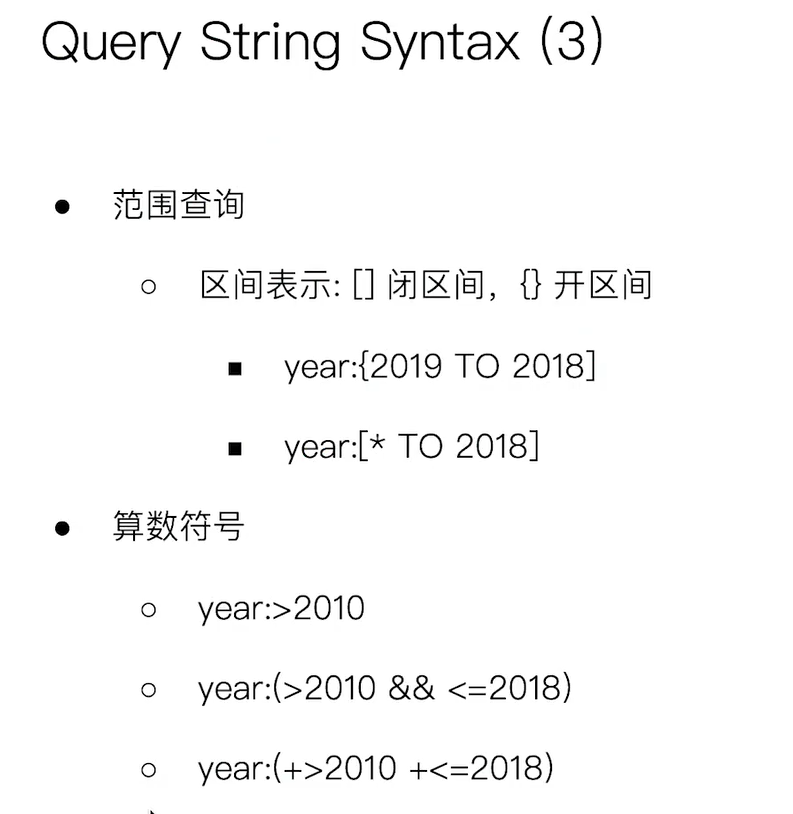 Query String Syntax (3)
范围查询
区间表示: [] 闭区间，{} 开区间
year:{2019 TO 2018]
year:[* TO 2018]
算数符号
year:>2010
year:(>2010 && <=2018)
year:(+>2010 +<=2018)